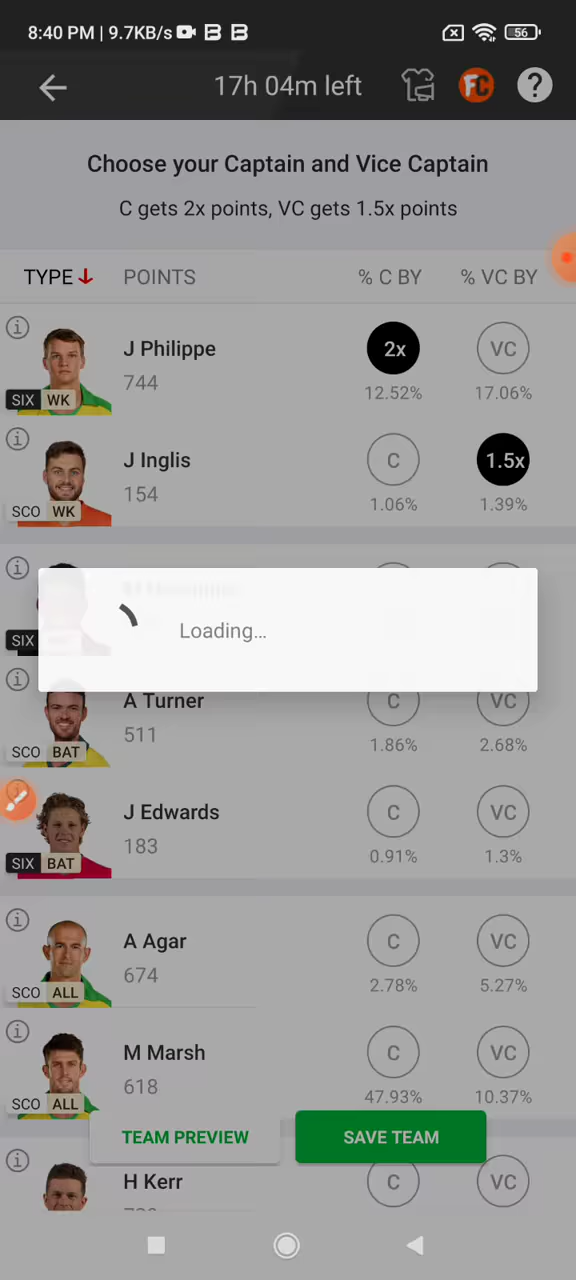 8:40 PM | 9.7KB/s
56
17h 04m left
FC
?
Choose your Captain and Vice Captain
C gets 2x points, VC gets 1.5x points
TYPE POINTS % C BY % VC BY
J Philippe
744
2x
VC
SIX WK
12.52%
17.06%
J Inglis
154
C
1.5x
SCO WK
1.06%
1.39%
SIX
Loading...
A Turner
511
C
VC
SCO BAT
1.86%
2.68%
J Edwards
183
C
VC
SIX BAT
0.91%
1.3%
A Agar
674
C
VC
SCO ALL
2.78%
5.27%
M Marsh
618
C
VC
SCO ALL
47.93%
10.37%
TEAM PREVIEW
SAVE TEAM
H Kerr
C
VC